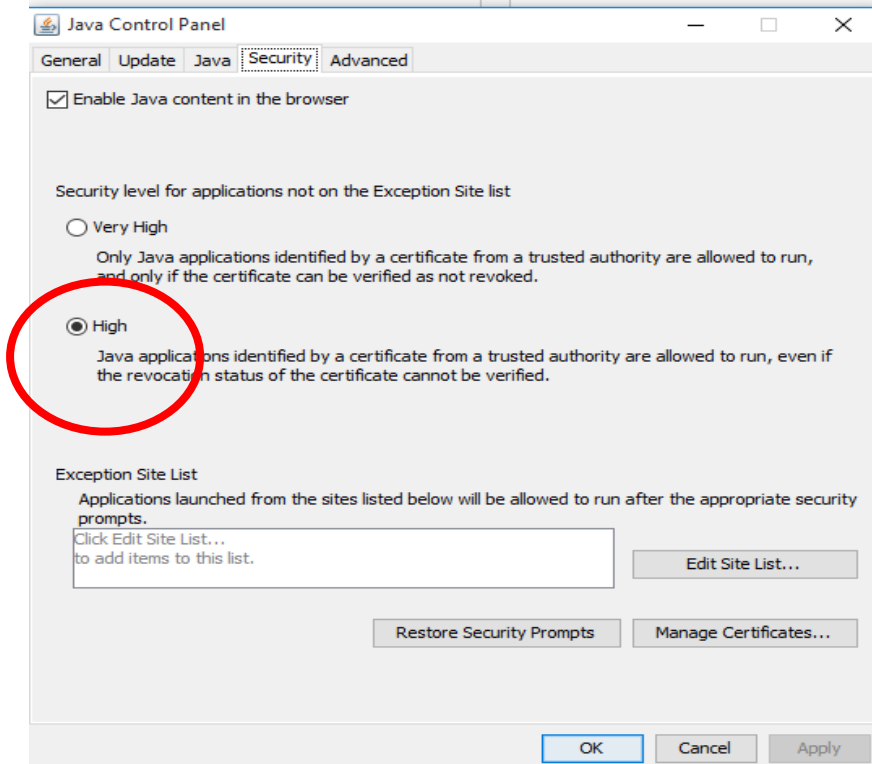 Java Control Panel
General Update Java Security Advanced
Enable Java content in the browser
Security level for applications not on the Exception Site list
Very High
Only Java applications identified by a certificate from a trusted authority are allowed to run,
and only if the certificate can be verified as not revoked.
High
Java applications identified by a certificate from a trusted authority are allowed to run, even if
the revocation status of the certificate cannot be verified.
Exception Site List
Applications launched from the sites listed below will be allowed to run after the appropriate security
prompts.
Click Edit Site List...
to add items to this list.
Edit Site List...
Restore Security Prompts Manage Certificates...
OK Cancel Apply